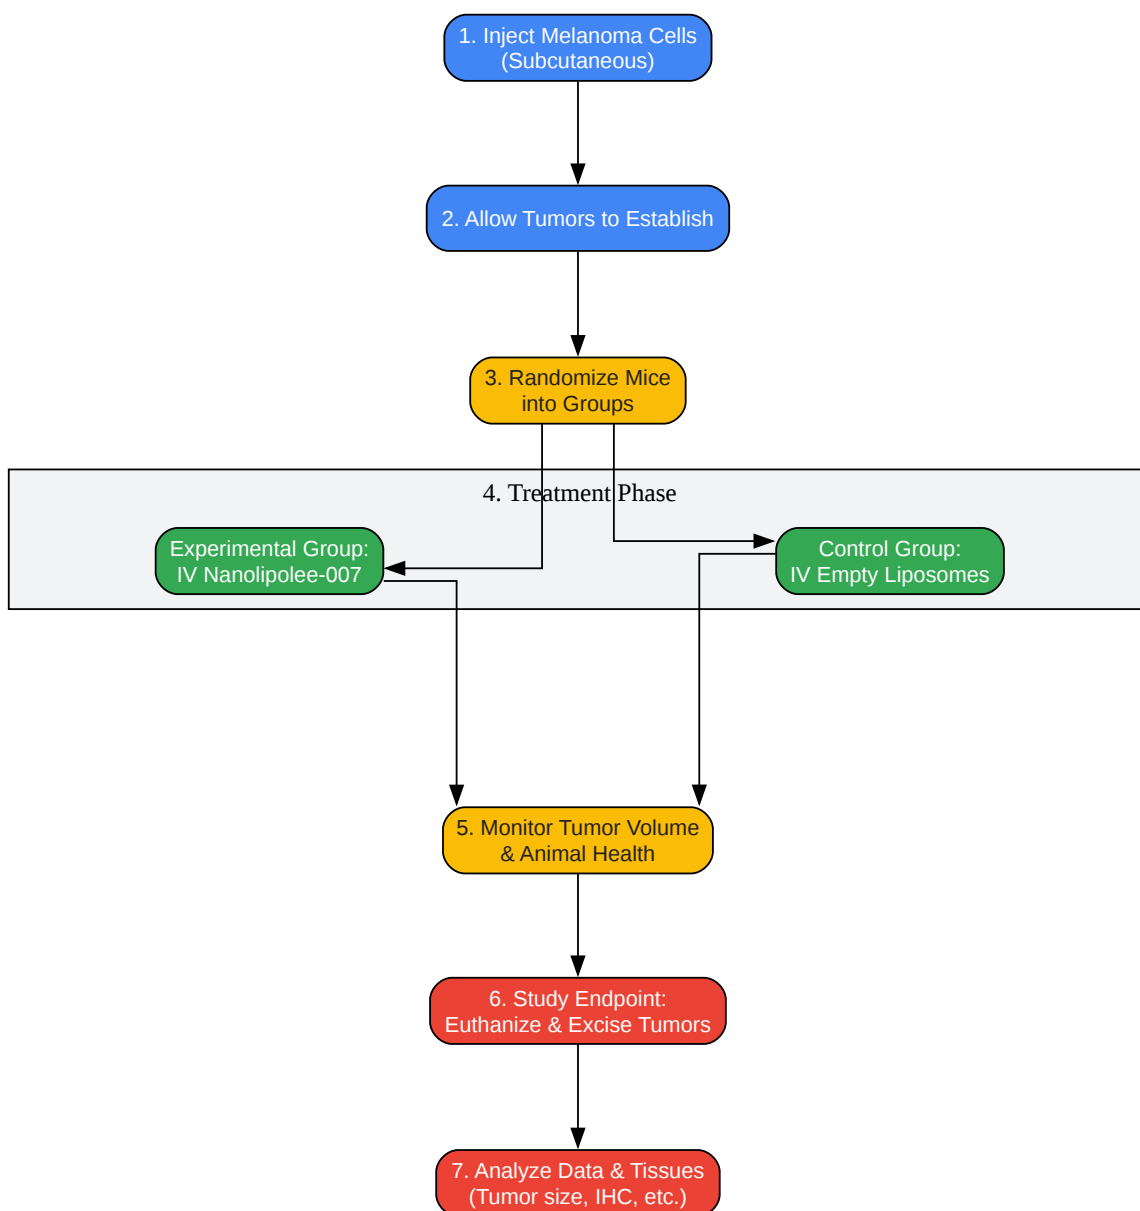 1. Inject Melanoma Cells
(Subcutaneous)
2. Allow Tumors to Establish
3. Randomize Mice
into Groups
4. Treatment Phase
Experimental Group:
IV Nanolipolee-007
Control Group:
IV Empty Liposomes
5. Monitor Tumor Volume
& Animal Health
6. Study Endpoint:
Euthanize & Excise Tumors
7. Analyze Data & Tissues
(Tumor size, IHC, etc.)